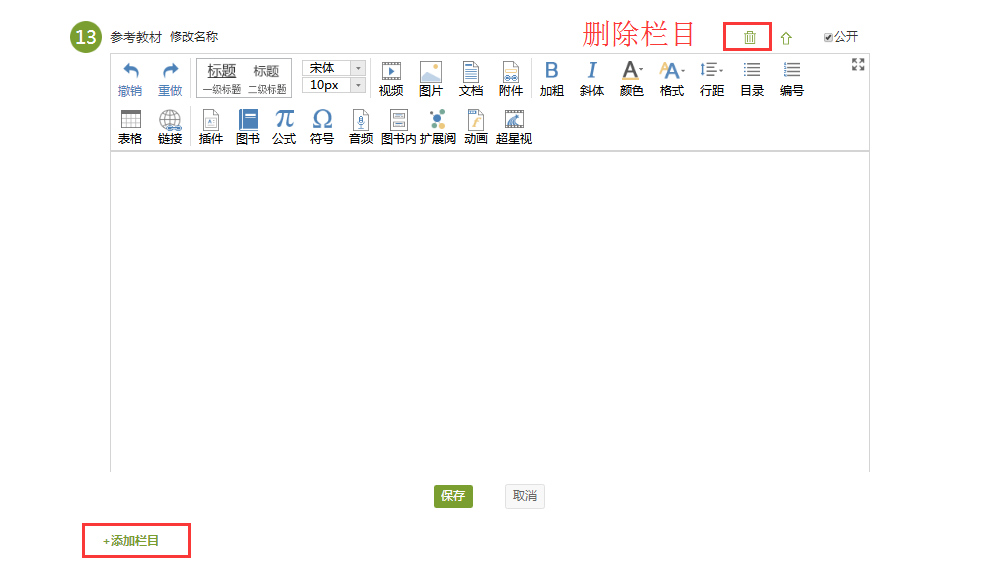 13 参考教材 修改名称 删除栏目 公开
撤销 重做 标题 一级标题 标题 二级标题 宋体 10px 视频 图片 文档 附件 B 加粗 I 斜体 A 颜色 AA 格式 行距 目录 编号
表格 链接 插件 图书 π 公式 Ω 符号 音频 图书内 扩展阅 动画 超星视
保存 取消
+添加栏目